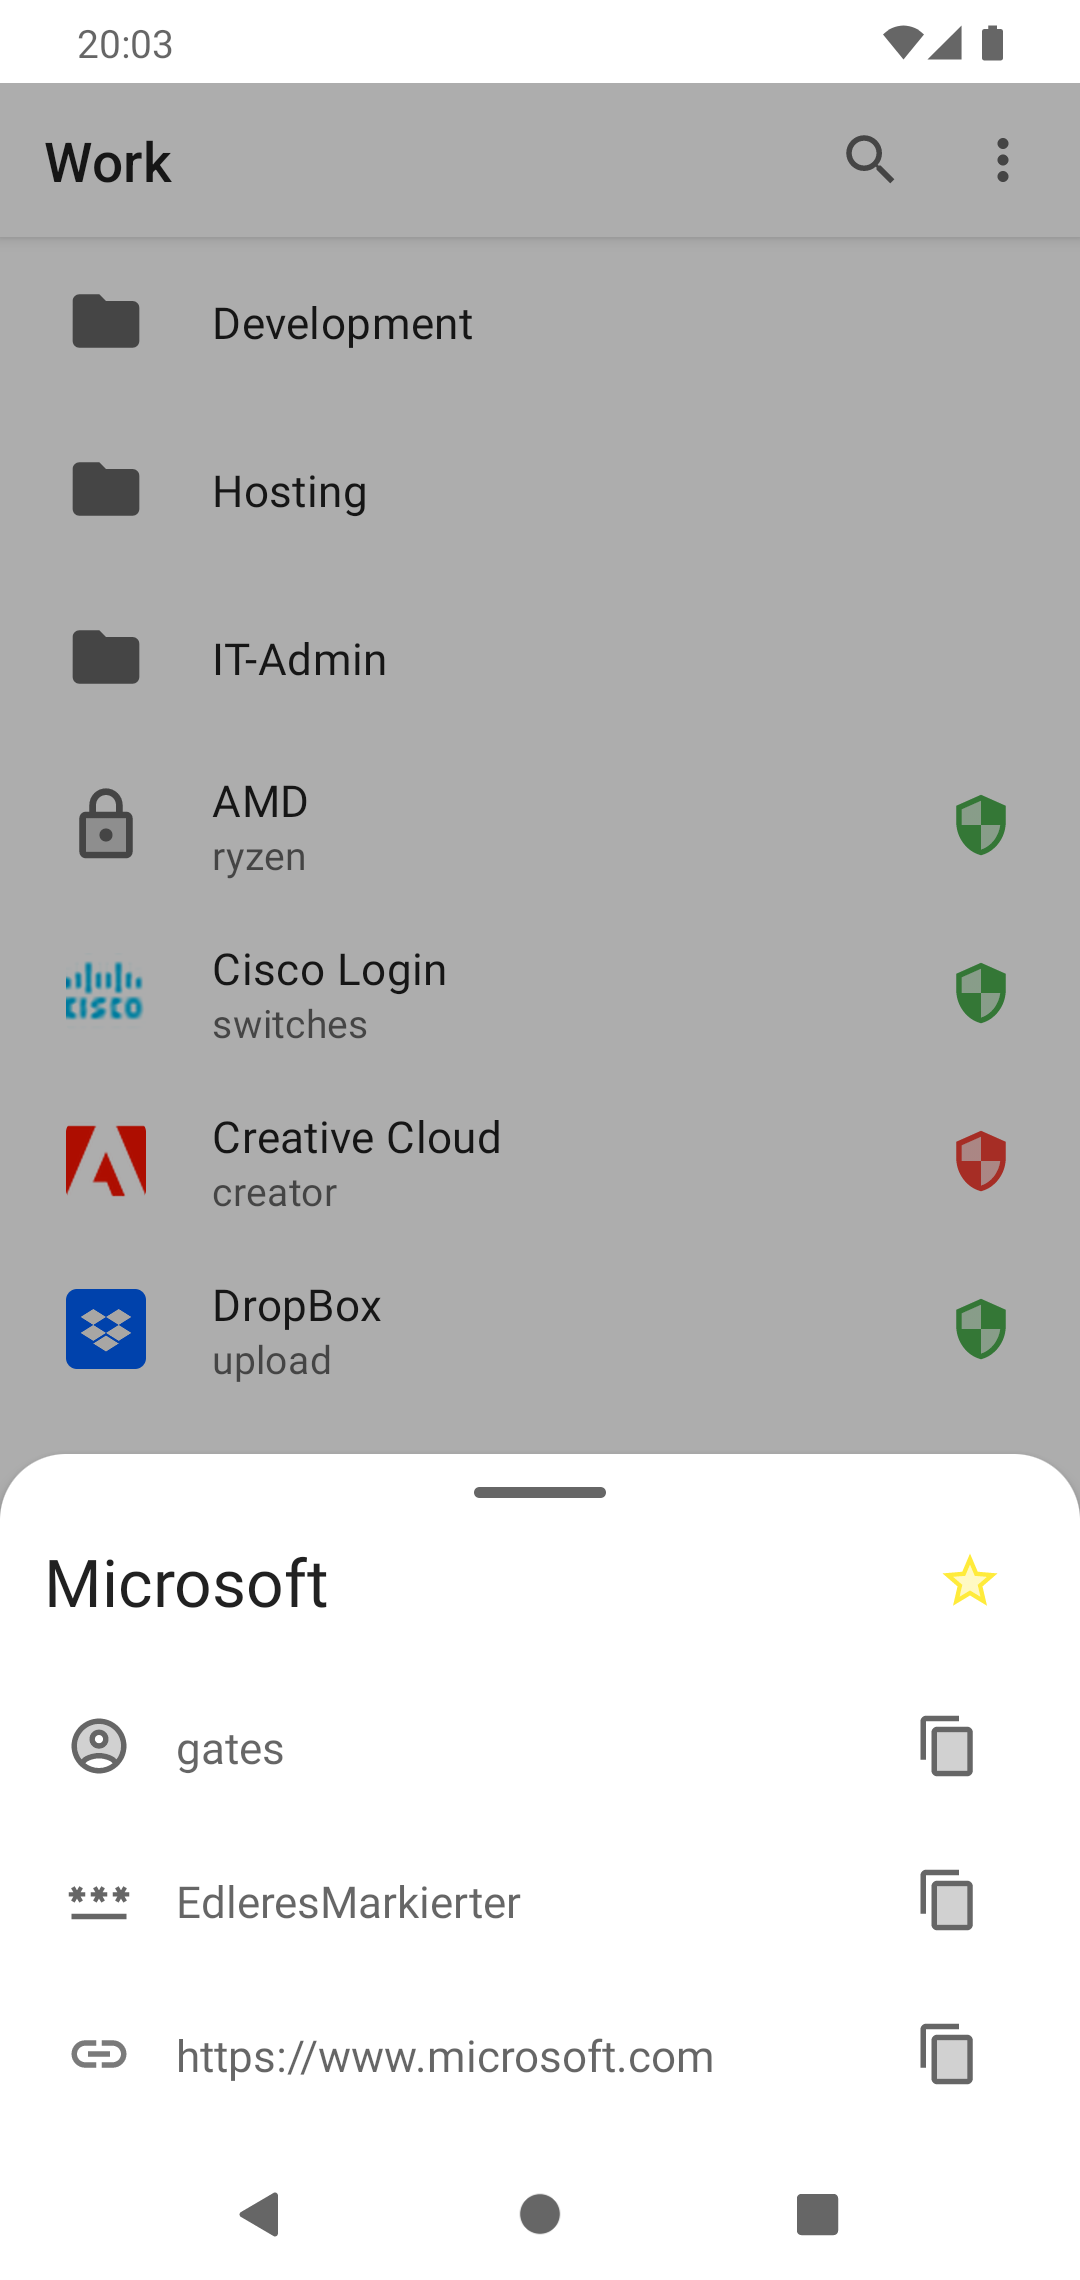 20:03
Work
Development
Hosting
IT-Admin
AMD
ryzen
CISCO
Cisco Login
switches
Creative Cloud
creator
DropBox
upload
Microsoft
gates
***
EdleresMarkierter
https://www.microsoft.com